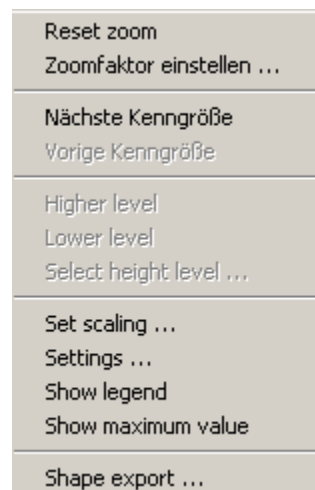 Reset zoom
Zoomfaktor einstellen ...
Nächste Kenngröße
Vorige Kenngröße
Higher level
Lower level
Select height level ...
Set scaling ...
Settings ...
Show legend
Show maximum value
Shape export ...